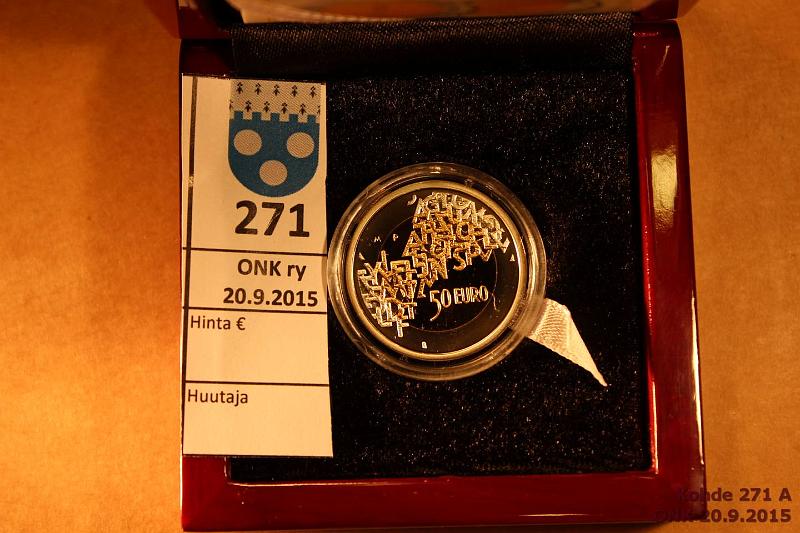 271
ONK ry
20.9.2015
Hinta €
Huutaja
50 EURO
Kohde 271 A
ONK 20.9.2015